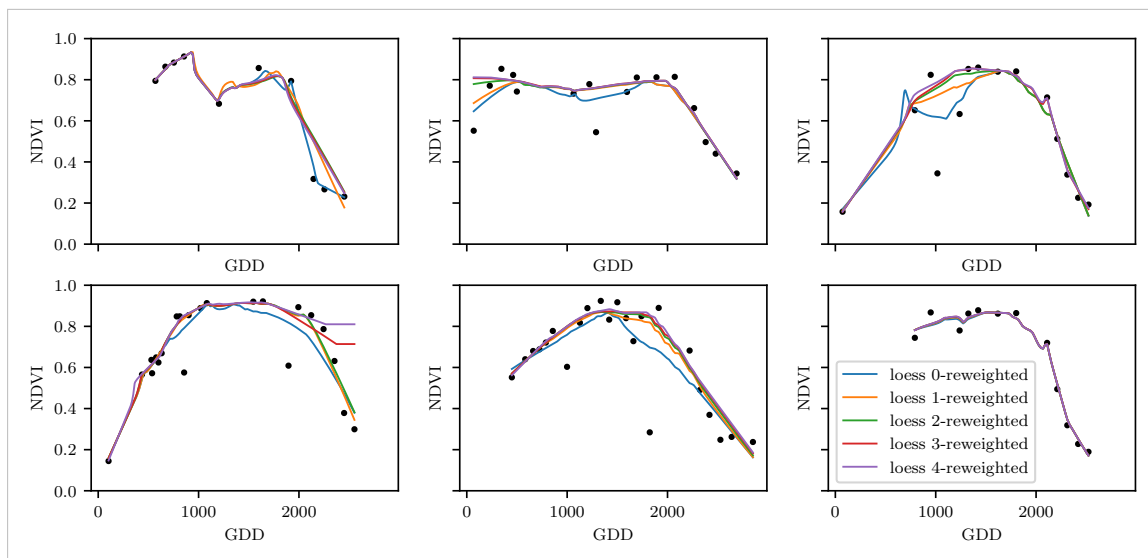 1.0
0.8
0.6
0.4
0.2
0.0
NDVI
GDD
NDVI
GDD
NDVI
GDD
1.0
0.8
0.6
0.4
0.2
0.0
NDVI
0
1000
2000
GDD
NDVI
0
1000
2000
GDD
NDVI
loess 0-reweighted
loess 1-reweighted
loess 2-reweighted
loess 3-reweighted
loess 4-reweighted
0
1000
2000
GDD